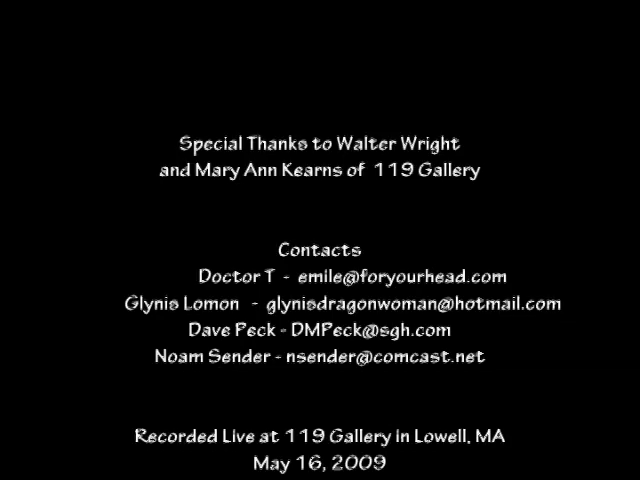 Special Thanks to Walter Wright
and Mary Ann Kearns of 119 Gallery
Contacts
Doctor T - emile@foryourhead.com
Glynis Lomon - glynisdragonwoman@hotmail.com
Dave Peck - DMPeck@sgh.com
Noam Sender - nsender@comcast.net
Recorded Live at 119 Gallery in Lowell, MA
May 16, 2009